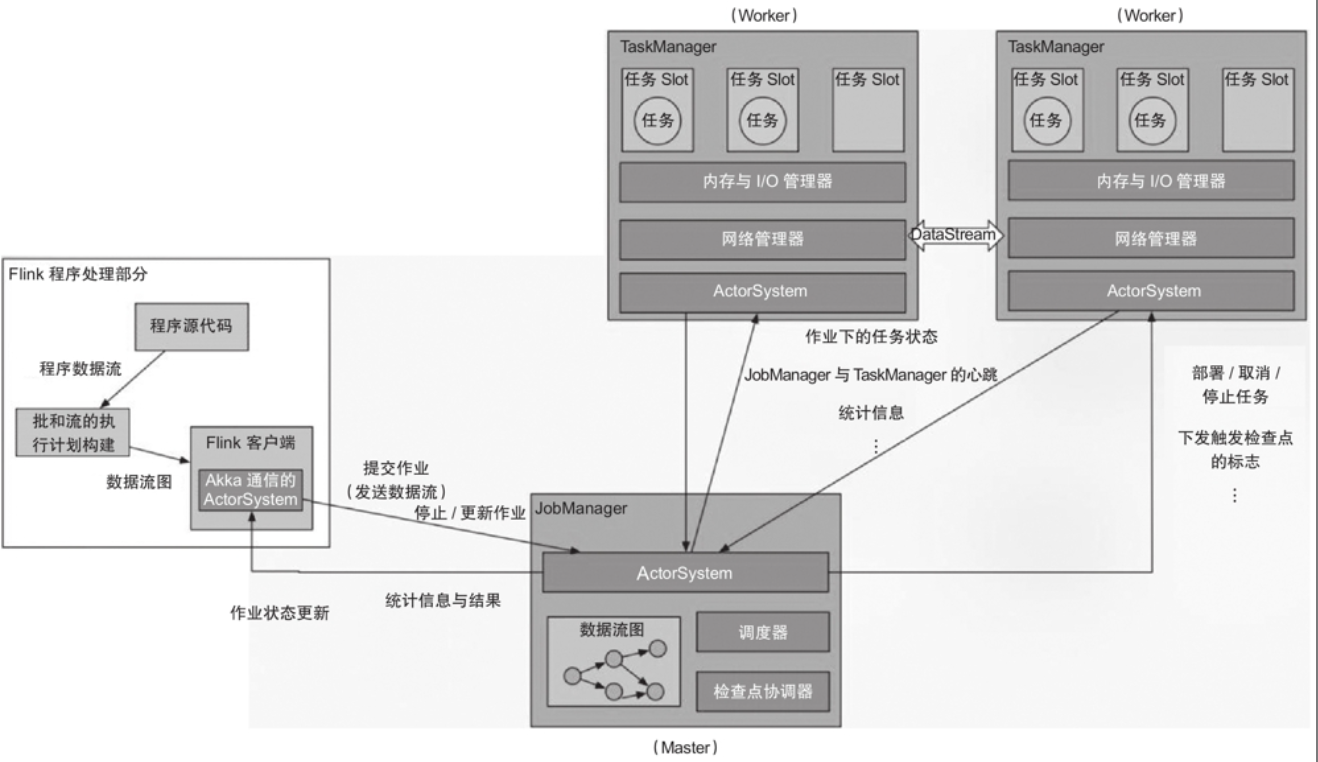 (Worker)
(Worker)
TaskManager
任务 Slot
任务 Slot
任务 Slot
任务
任务
内存与 I/O 管理器
网络管理器
ActorSystem
DataStream
TaskManager
任务 Slot
任务 Slot
任务 Slot
任务
任务
内存与 I/O 管理器
网络管理器
ActorSystem
Flink 程序处理部分
程序源代码
程序数据流
批和流的执
行计划构建
数据流图
Flink 客户端
Akka 通信的
ActorSystem
提交作业
(发送数据流)
停止 / 更新作业
作业状态更新
统计信息与结果
作业下的任务状态
JobManager 与 TaskManager 的心跳
统计信息
⋮
部署 / 取消 /
停止任务
下发触发检查点
的标志
⋮
JobManager
ActorSystem
数据流图
调度器
检查点协调器
(Master)